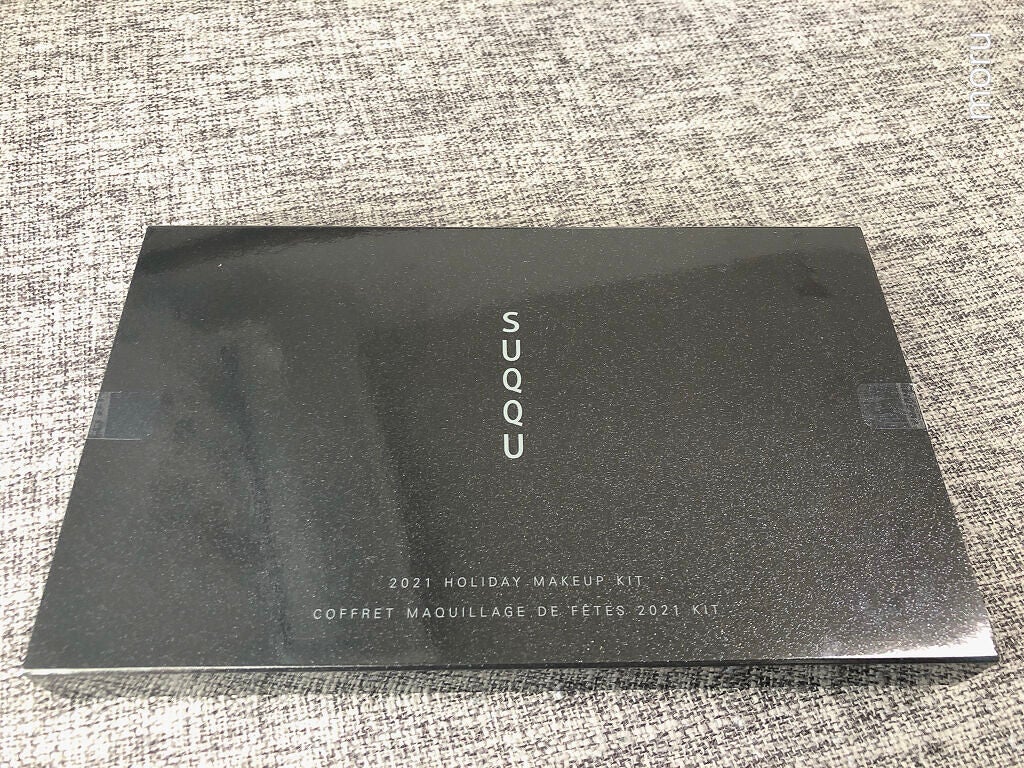 moru
SUQQU
2021 HOLIDAY MAKEUP KIT
COFFRET MAQUILLAGE DE FÊTES 2021 KIT